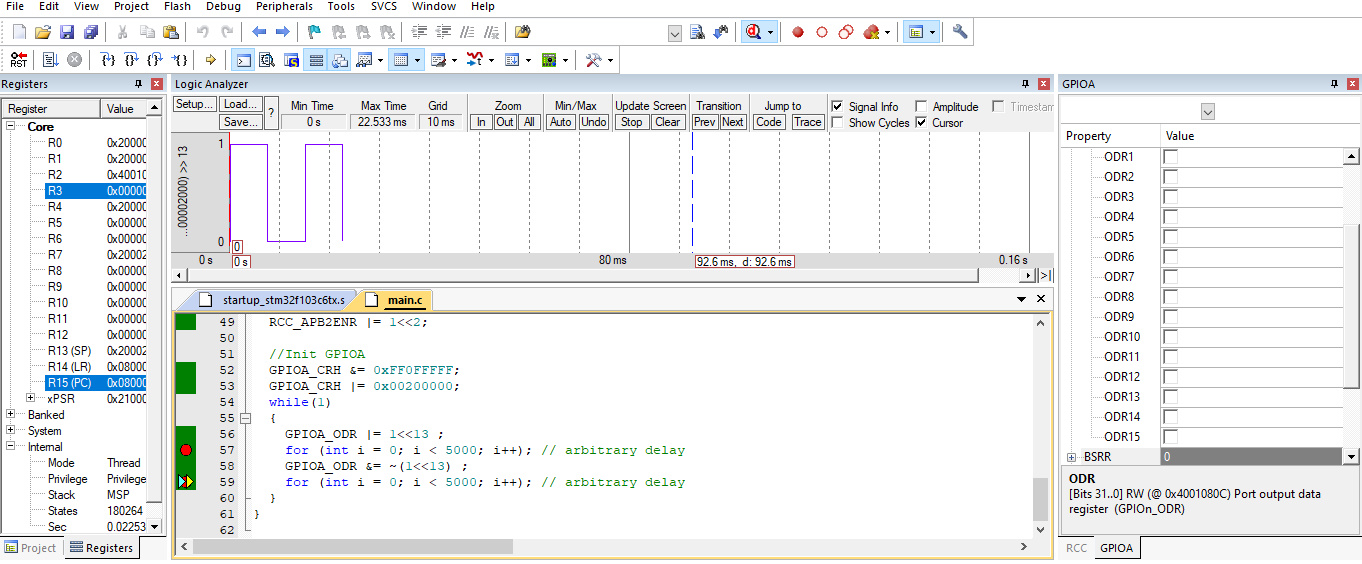 File Edit View Project Flash Debug Peripherals Tools SVCS Window Help
RST
Registers
Register Value
Core
R0 0x20000
R1 0x20000
R2 0x40010
R3 0x00000
R4 0x20000
R5 0x00000
R6 0x00000
R7 0x20002
R8 0x00000
R9 0x00000
R10 0x00000
R11 0x00000
R12 0x00000
R13 (SP) 0x20002
R14 (LR) 0x08000
R15 (PC) 0x08000
xPSR 0x21000
Banked
System
Internal
Mode Thread
Privilege Privilege
Stack MSP
States 180264
Sec 0.02253
Project Registers
Logic Analyzer
Setup... Load... Save... ?
Min Time Max Time Grid Zoom Min/Max Update Screen Transition Jump to
0 s 22.533 ms 10 ms In Out All Auto Undo Stop Clear Prev Next Code Trace
Signal Info Amplitude Timestam
Show Cycles Cursor
...00002000) >> 13
1
0
0
0 s 0 s 80 ms 92.6 ms, d: 92.6 ms 0.16 s
startup_stm32f103c6tx.s main.c
49 RCC_APB2ENR |= 1<<2;
50
51 //Init GPIOA
52 GPIOA_CRH &= 0xFF0FFFFF;
53 GPIOA_CRH |= 0x00200000;
54 while(1)
55 {
56 GPIOA_ODR |= 1<<13 ;
57 for (int i = 0; i < 5000; i++); // arbitrary delay
58 GPIOA_ODR &= ~(1<<13) ;
59 for (int i = 0; i < 5000; i++); // arbitrary delay
60 }
61 }
62
GPIOA
Property Value
ODR1
ODR2
ODR3
ODR4
ODR5
ODR6
ODR7
ODR8
ODR9
ODR10
ODR11
ODR12
ODR13
ODR14
ODR15
BSRR 0
ODR
[Bits 31..0] RW (@ 0x4001080C) Port output data
register (GPIOn_ODR)
RCC GPIOA